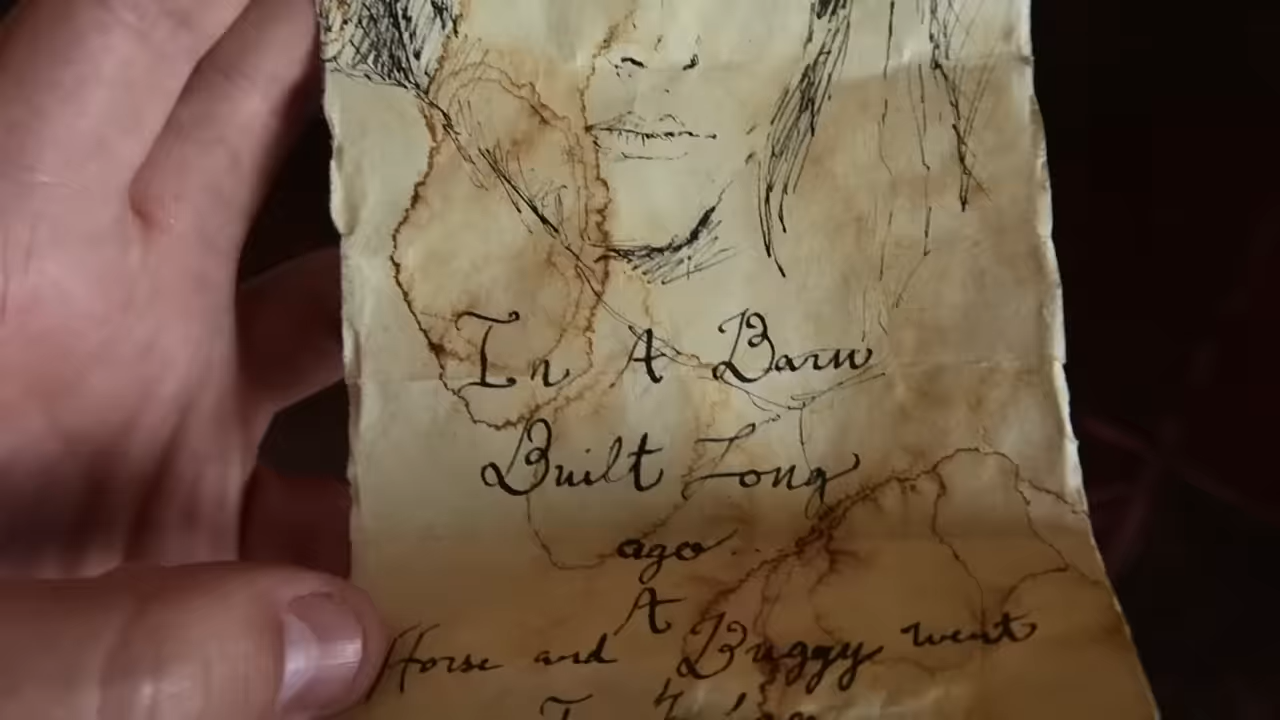 In A Barn
Built Long
ago
A
Horse and Buggy went